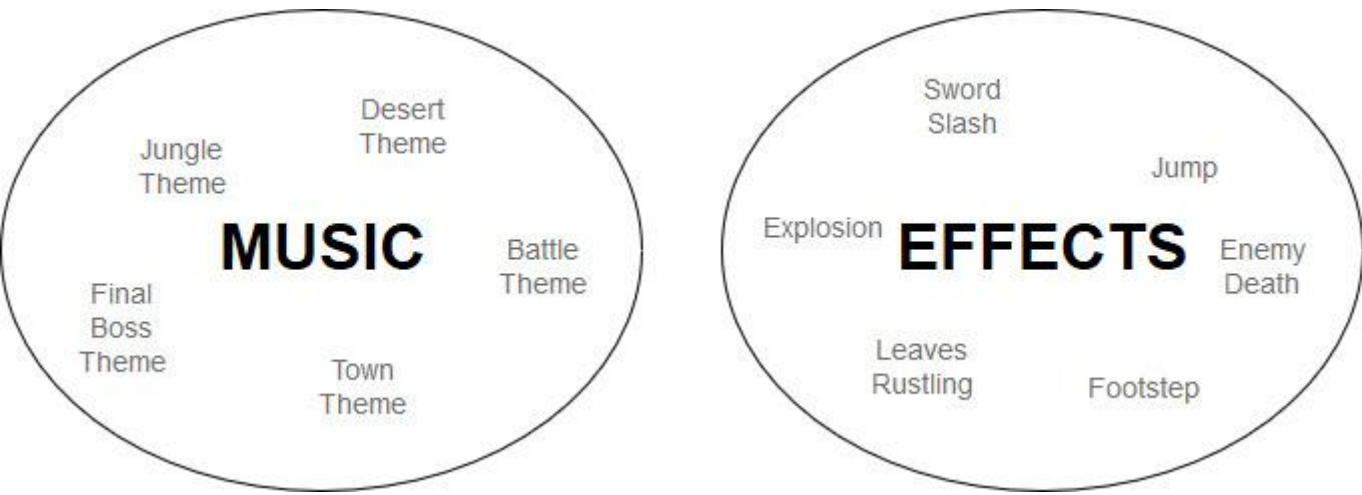 Desert
Theme
Jungle
Theme
MUSIC
Battle
Theme
Final
Boss
Theme
Town
Theme
Sword
Slash
Jump
Explosion
EFFECTS
Enemy
Death
Leaves
Rustling
Footstep